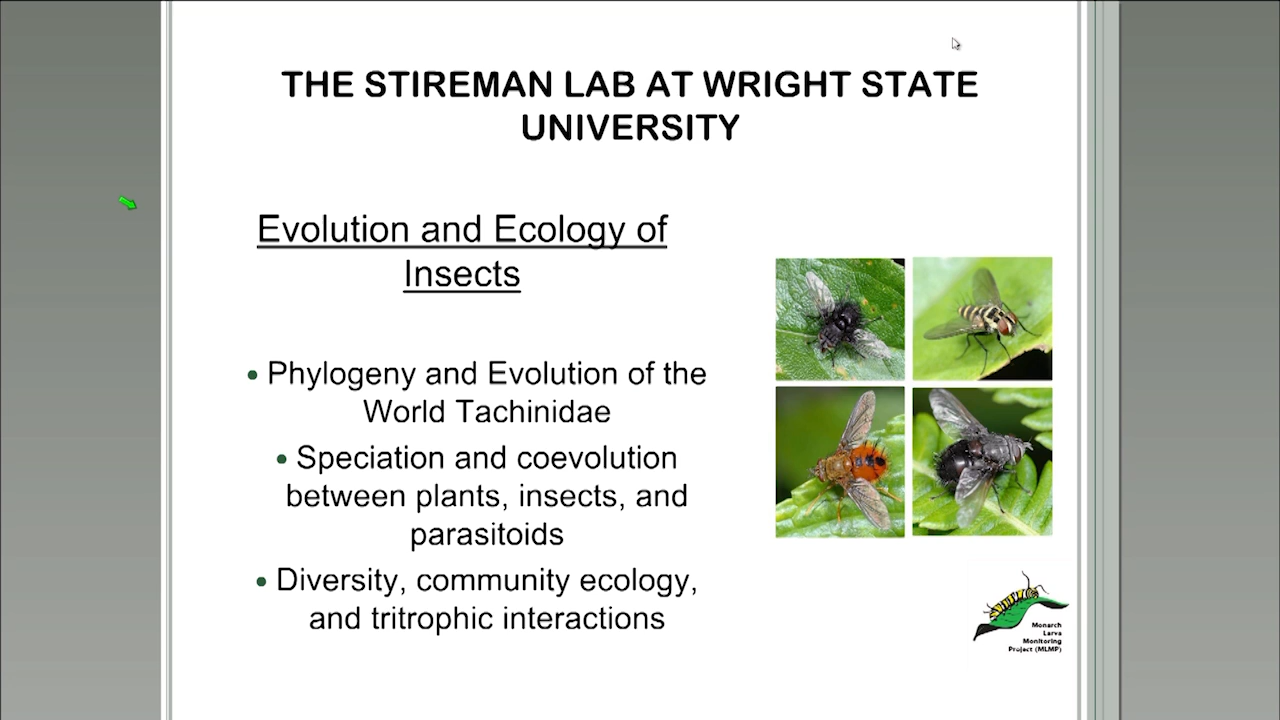 THE STIREMAN LAB AT WRIGHT STATE
UNIVERSITY
Evolution and Ecology of
Insects
• Phylogeny and Evolution of the
World Tachinidae
• Speciation and coevolution
between plants, insects, and
parasitoids
• Diversity, community ecology,
and tritrophic interactions
Monarch
Larva
Monitoring
Project (MLMP)